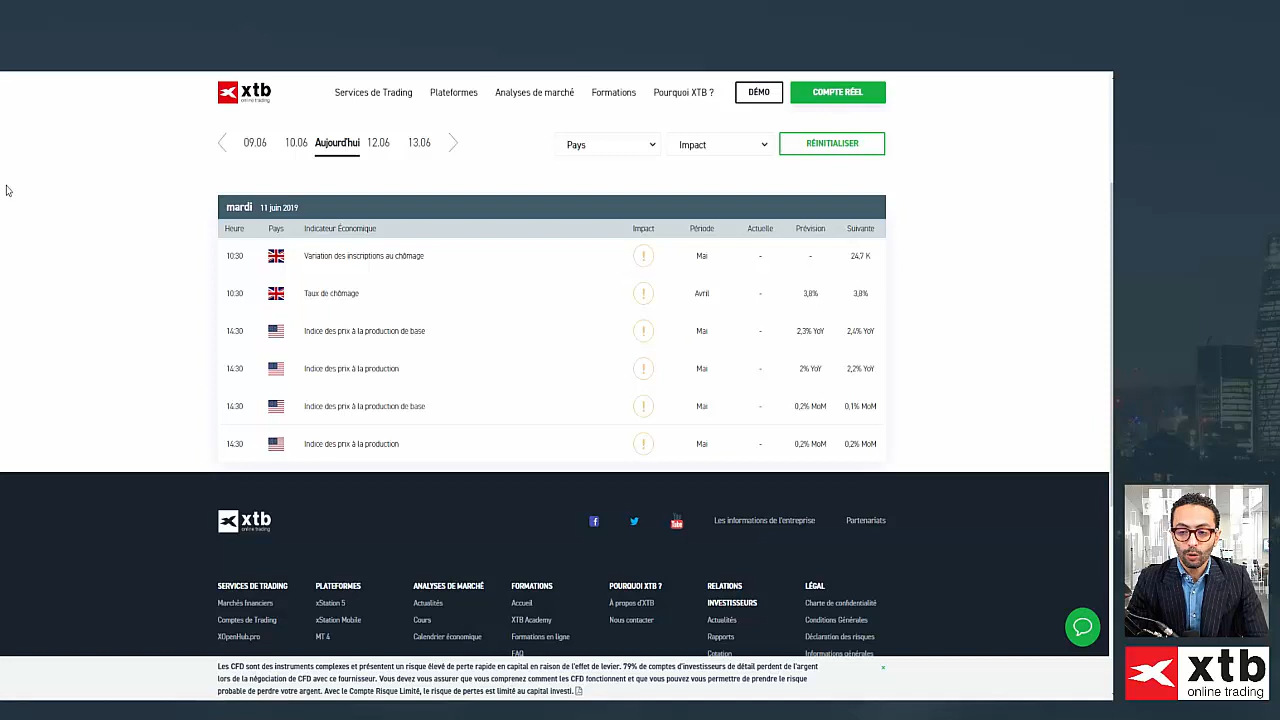 xtb
online trading
Services de Trading Plateformes Analyses de marché Formations Pourquoi XTB ? DÉMO COMPTE RÉEL
09.06 10.06 Aujourd'hui 12.06 13.06 Pays Impact RÉINITIALISER
mardi 11 juin 2019
Heure Pays Indicateur Économique Impact Période Actuelle Prévision Suivante
10:30 Variation des inscriptions au chômage ! Mai - - 24,7 K
10:30 Taux de chômage ! Avril - 3,8% 3,8%
14:30 Indice des prix à la production de base ! Mai - 2,3% YoY 2,4% YoY
14:30 Indice des prix à la production ! Mai - 2% YoY 2,2% YoY
14:30 Indice des prix à la production de base ! Mai - 0,2% MoM 0,1% MoM
14:30 Indice des prix à la production ! Mai - 0,2% MoM 0,2% MoM
xtb
online trading
You
Tube
Les informations de l'entreprise Partenariats
SERVICES DE TRADING PLATEFORMES ANALYSES DE MARCHÉ FORMATIONS POURQUOI XTB ? RELATIONS LÉGAL
Marchés financiers xStation 5 Actualités Accueil À propos d'XTB INVESTISSEURS Charte de confidentialité
Comptes de Trading xStation Mobile Cours XTB Academy Nous contacter Actualités Conditions Générales
XOpenHub.pro MT 4 Calendrier économique Formations en ligne Rapports Déclaration des risques
FAQ Cotation Informations générales
Les CFD sont des instruments complexes et présentent un risque élevé de perte rapide en capital en raison de l'effet de levier. 79% de comptes d'investisseurs de détail perdent de l'argent
lors de la négociation de CFD avec ce fournisseur. Vous devez vous assurer que vous comprenez comment les CFD fonctionnent et que vous pouvez vous permettre de prendre le risque
probable de perdre votre argent. Avec le Compte Risque Limité, le risque de pertes est limité au capital investi.
xtb
online trading